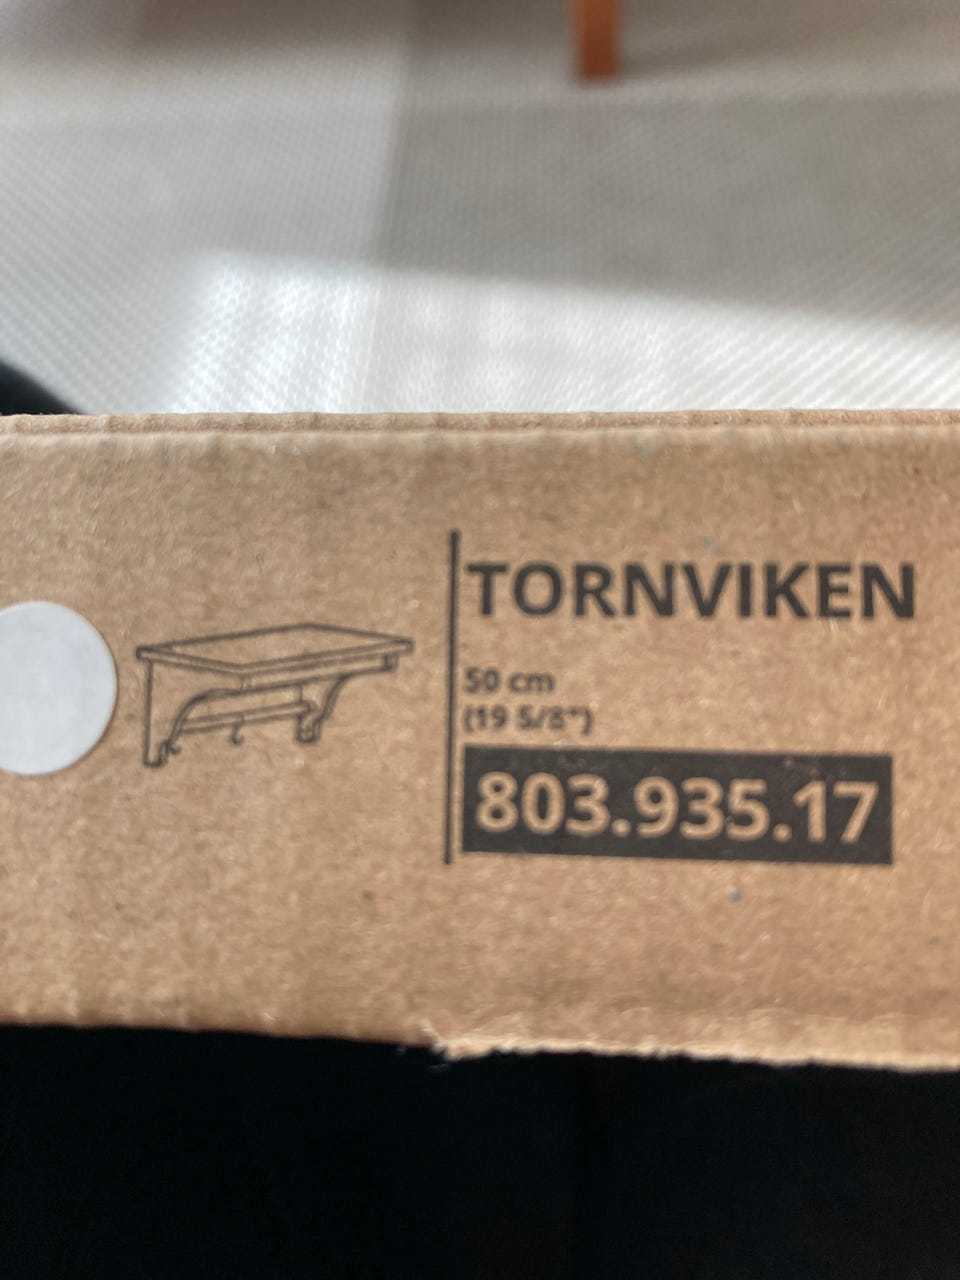 TORNVIKEN
50 cm
(19 5/8")
803.935.17